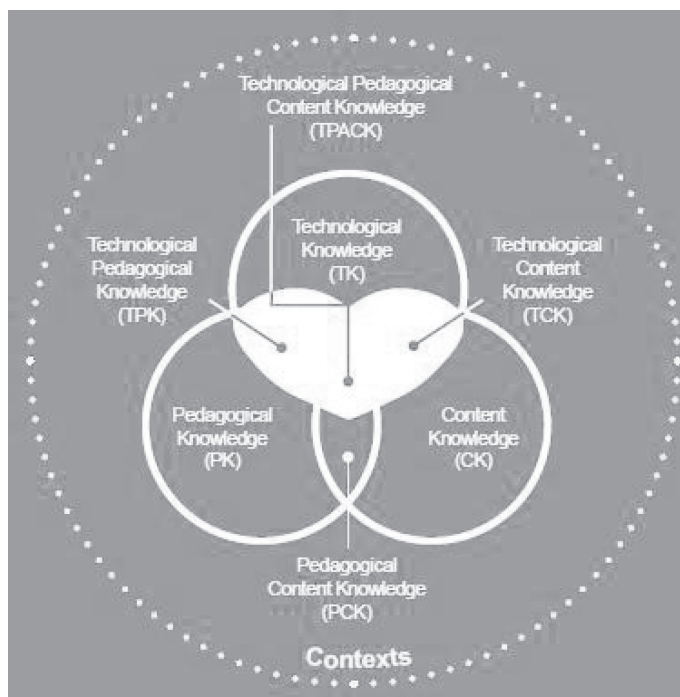 Technological Pedagogical
Content Knowledge
(TPACK)
Technological
Knowledge
(TK)
Technological
Pedagogical
Knowledge
(TPK)
Technological
Content
Knowledge
(TCK)
Pedagogical
Knowledge
(PK)
Content
Knowledge
(CK)
Pedagogical
Content Knowledge
(PCK)
Contexts